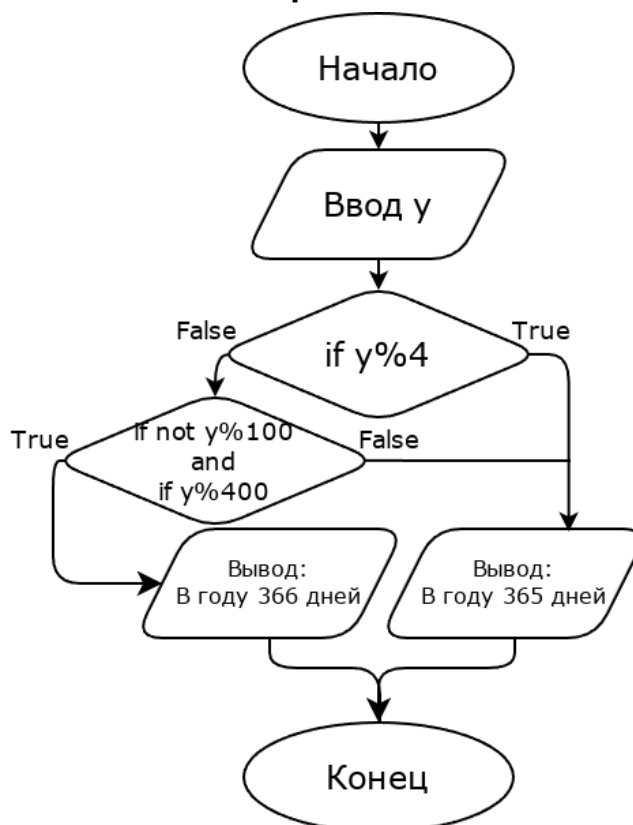 Начало
Ввод y
False
True
if y%4
True
if not y%100
and
if y%400
False
Вывод:
В году 366 дней
Вывод:
В году 365 дней
Конец